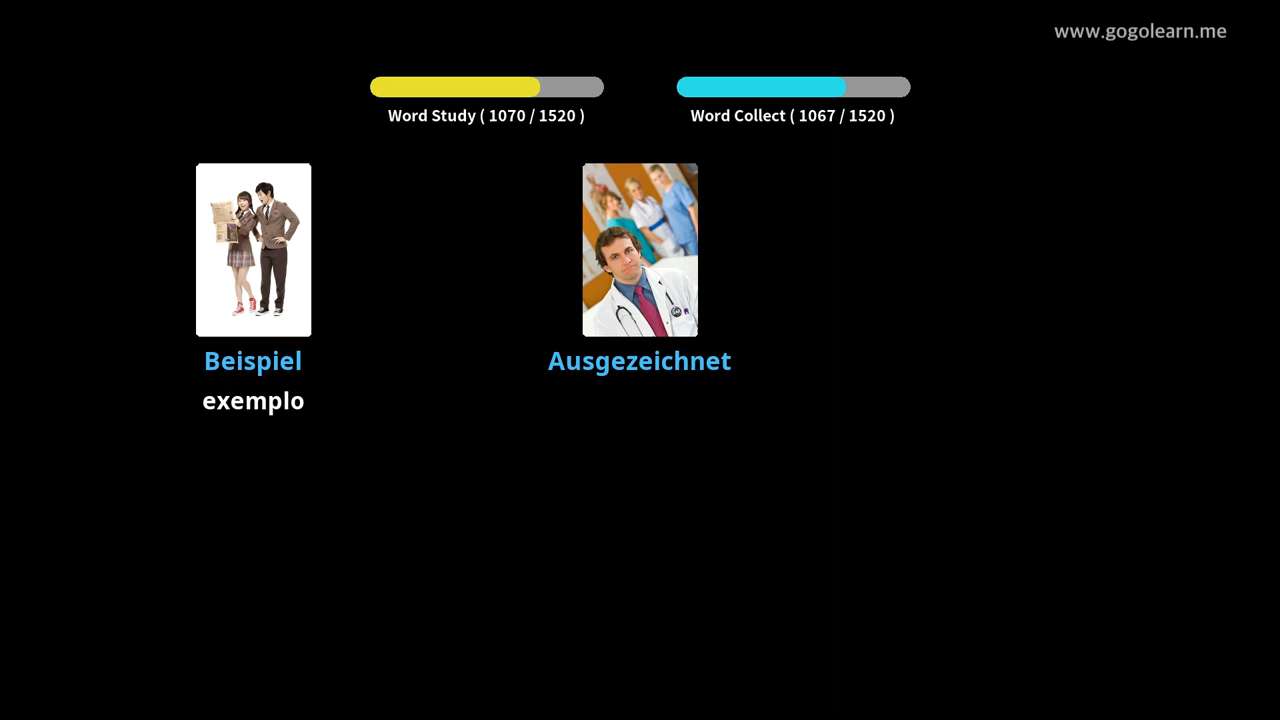 www.gogolearn.me
Word Study ( 1070 / 1520 )
Word Collect ( 1067 / 1520 )
Beispiel
exemplo
Ausgezeichnet